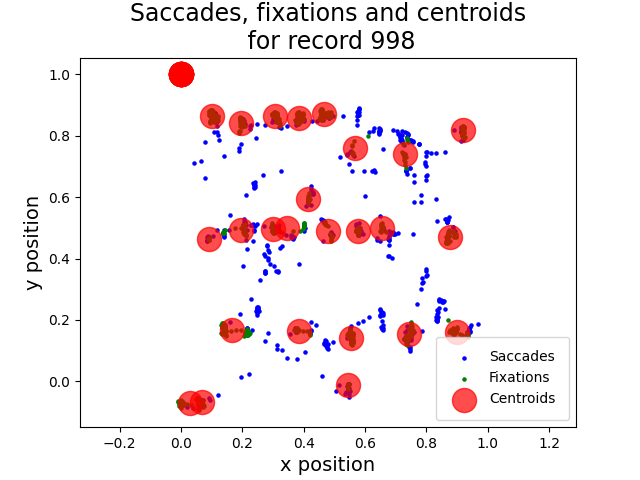 Saccades, fixations and centroids
for record 998
1.0
0.8
0.6
0.4
0.2
0.0
y position
−0.2 0.0 0.2 0.4 0.6 0.8 1.0 1.2
x position
Saccades
Fixations
Centroids